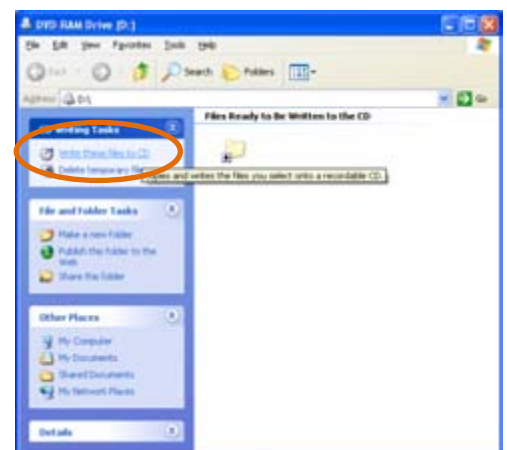 DVD-RAM Drive (D:)
File Edit View Favorites Tools Help
Back Search Folders
Address D:\ Go
CD Writing Tasks
Files Ready to Be Written to the CD
Write these files to CD
Delete temporary files
Copies and writes the files you select onto a recordable CD.
File and Folder Tasks
Make a new folder
Publish this folder to the
Web
Share this folder
Other Places
My Computer
My Documents
Shared Documents
My Network Places
Details